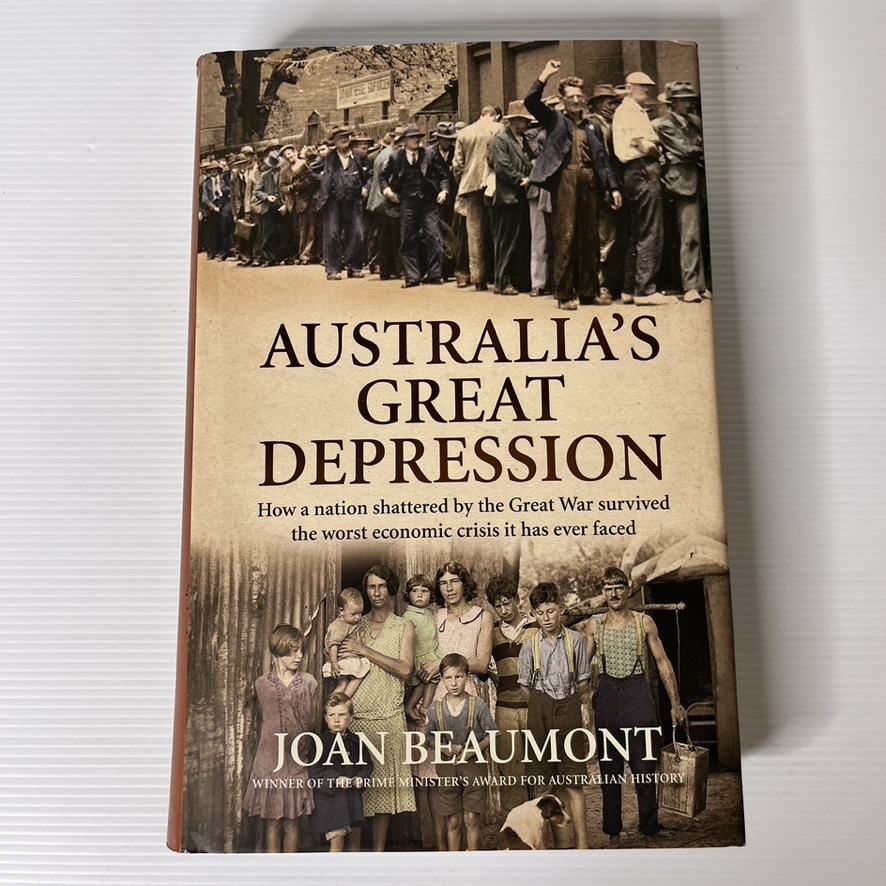 AUSTRALIA'S
GREAT
DEPRESSION
How a nation shattered by the Great War survived
the worst economic crisis it has ever faced
JOAN BEAUMONT
WINNER OF THE PRIME MINISTER'S AWARD FOR AUSTRALIAN HISTORY